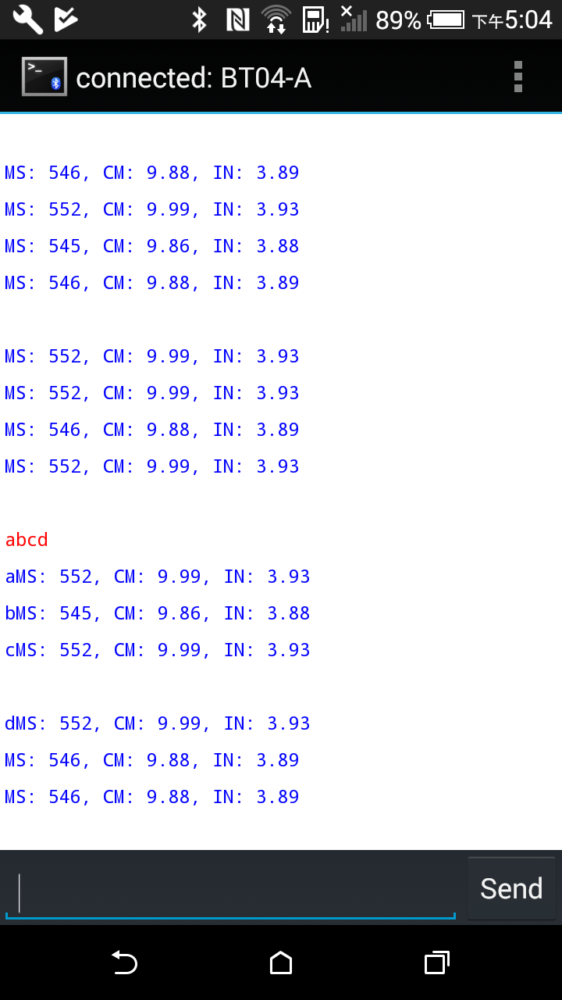 89% 下午5:04
connected: BT04-A
MS: 546, CM: 9.88, IN: 3.89
MS: 552, CM: 9.99, IN: 3.93
MS: 545, CM: 9.86, IN: 3.88
MS: 546, CM: 9.88, IN: 3.89
MS: 552, CM: 9.99, IN: 3.93
MS: 552, CM: 9.99, IN: 3.93
MS: 546, CM: 9.88, IN: 3.89
MS: 552, CM: 9.99, IN: 3.93
abcd
aMS: 552, CM: 9.99, IN: 3.93
bMS: 545, CM: 9.86, IN: 3.88
cMS: 552, CM: 9.99, IN: 3.93
dMS: 552, CM: 9.99, IN: 3.93
MS: 546, CM: 9.88, IN: 3.89
MS: 546, CM: 9.88, IN: 3.89
Send